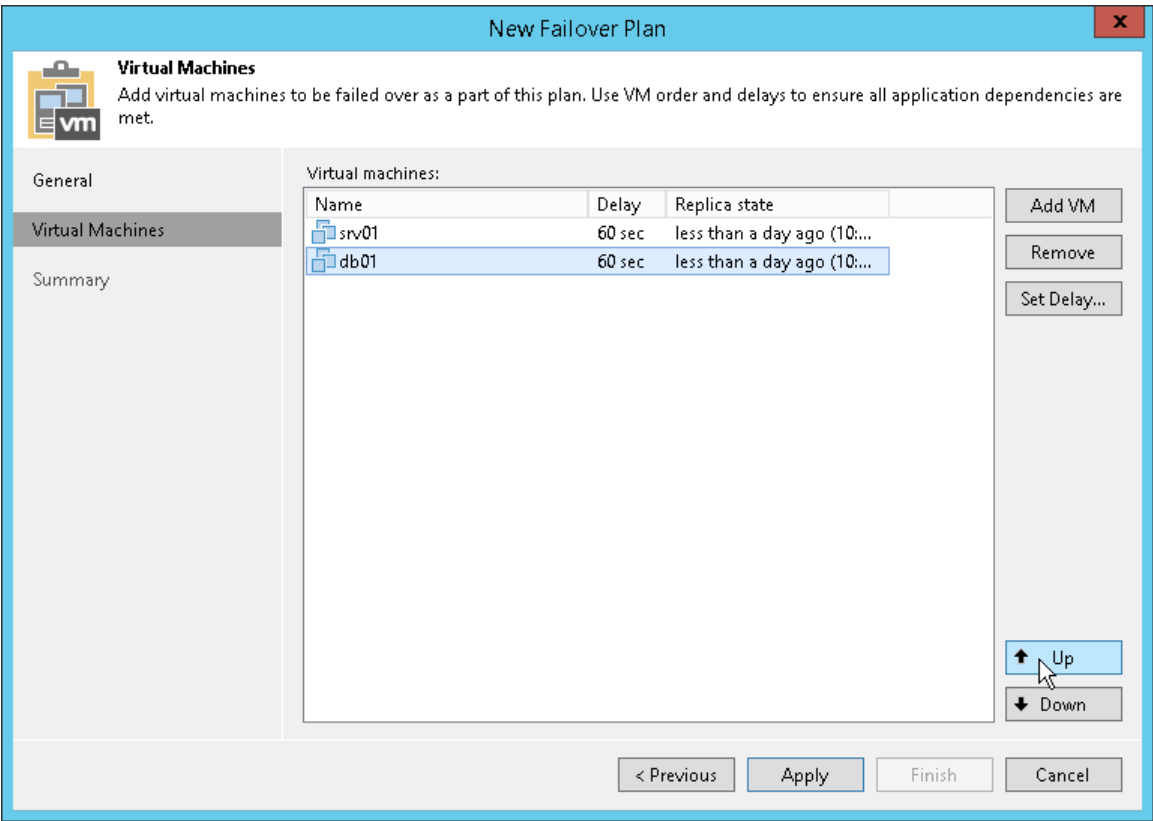 New Failover Plan
x
Virtual Machines
Add virtual machines to be failed over as a part of this plan. Use VM order and delays to ensure all application dependencies are
met.
vm
General
Virtual Machines
Summary
Virtual machines:
Name Delay Replica state
srv01 60 sec less than a day ago (10:...
db01 60 sec less than a day ago (10:...
Add VM
Remove
Set Delay...
Up
Down
< Previous Apply Finish Cancel